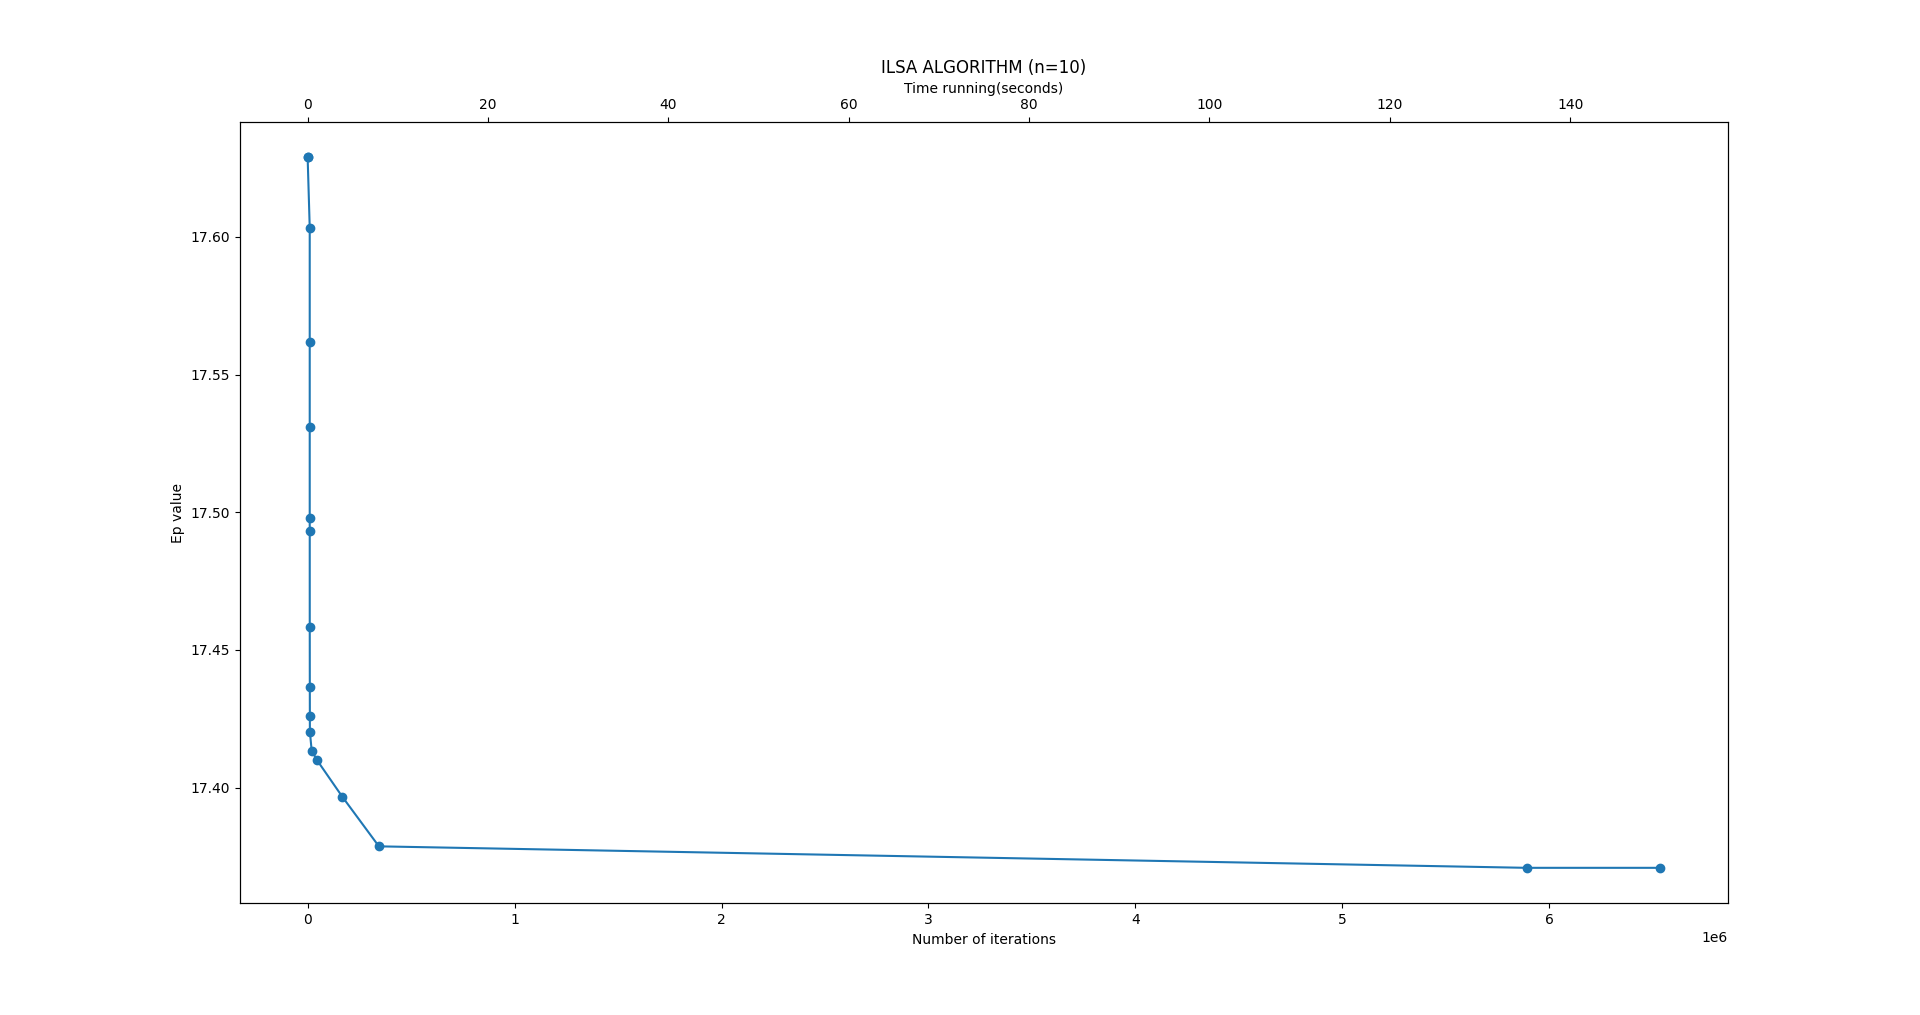 ILSA ALGORITHM (n=10)
Time running(seconds)
0 20 40 60 80 100 120 140
17.60
17.55
17.50
17.45
17.40
Ep value
0 1 2 3 4 5 6
Number of iterations
1e6